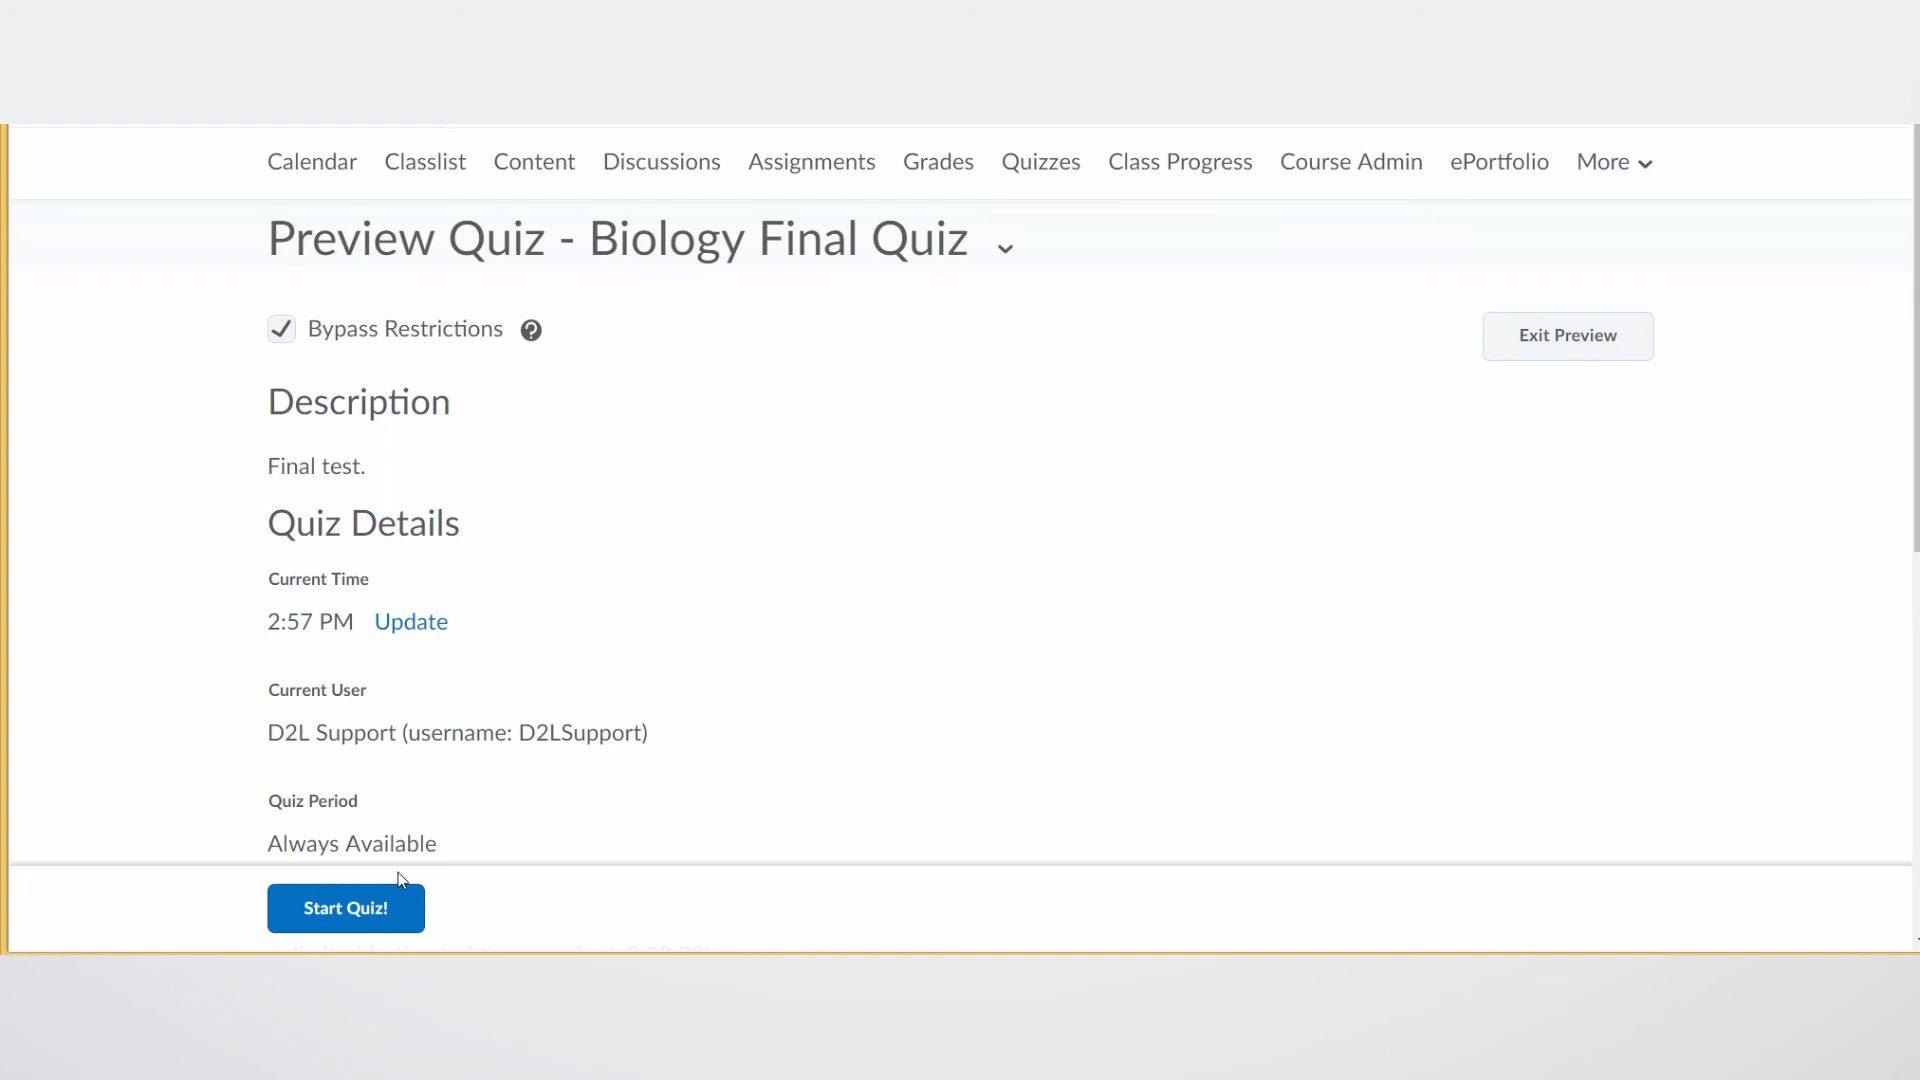 Calendar Classlist Content Discussions Assignments Grades Quizzes Class Progress Course Admin ePortfolio More
Preview Quiz - Biology Final Quiz
Bypass Restrictions
Exit Preview
Description
Final test.
Quiz Details
Current Time
2:57 PM Update
Current User
D2L Support (username: D2LSupport)
Quiz Period
Always Available
Start Quiz!